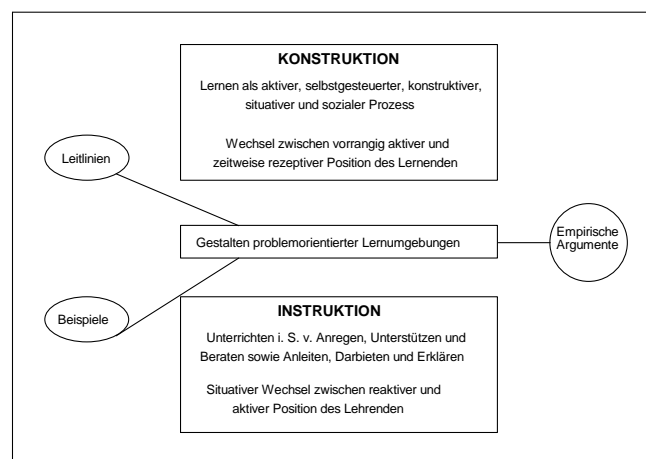 KONSTRUKTION
Lernen als aktiver, selbstgesteuerter, konstruktiver,
situativer und sozialer Prozess
Wechsel zwischen vorrangig aktiver und
zeitweise rezeptiver Position des Lernenden
Leitlinien
Gestalten problemorientierter Lernumgebungen
Empirische
Argumente
Beispiele
INSTRUKTION
Unterrichten i. S. v. Anregen, Unterstützen und
Beraten sowie Anleiten, Darbieten und Erklären
Situativer Wechsel zwischen reaktiver und
aktiver Position des Lehrenden